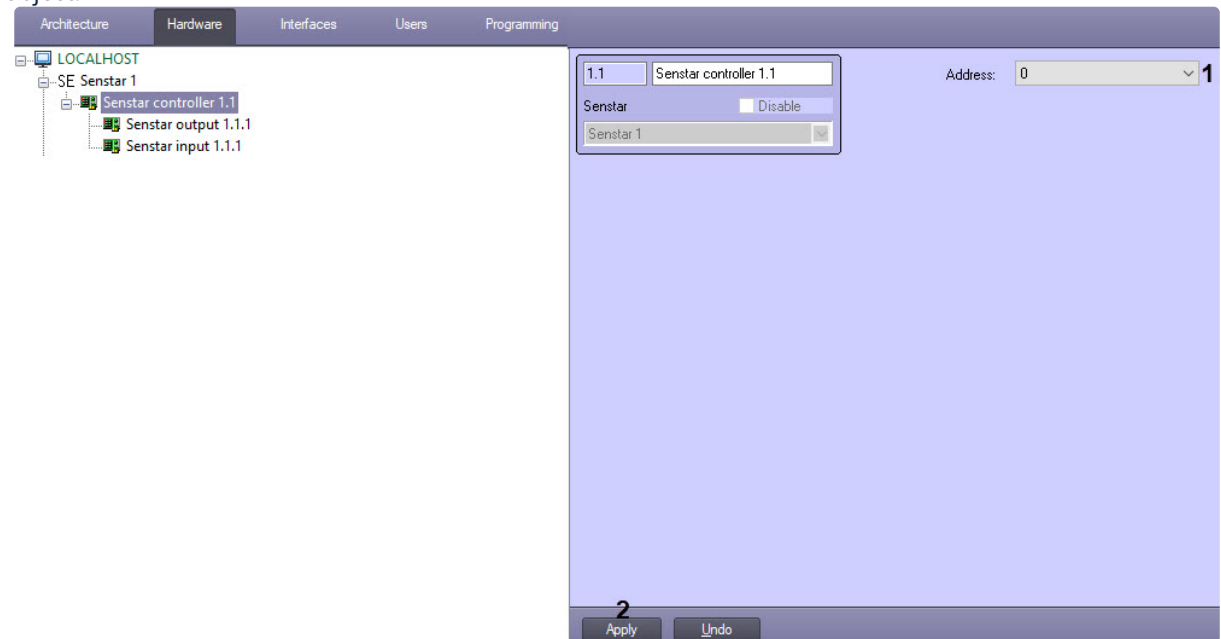 Architecture Hardware Interfaces Users Programming
LOCALHOST
SE Senstar 1
Senstar controller 1.1
Senstar output 1.1.1
Senstar input 1.1.1
1.1 Senstar controller 1.1
Senstar Disable
Senstar 1
Address: 0 1
2
Apply Undo